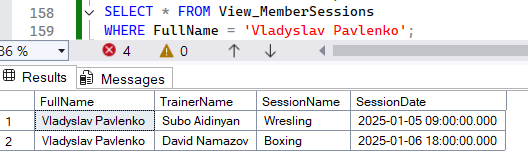 158 SELECT * FROM View_MemberSessions
159 WHERE FullName = 'Vladyslav Pavlenko';
86 % 4 0
Results Messages
FullName TrainerName SessionName SessionDate
1 Vladyslav Pavlenko Subo Aidinyan Wresling 2025-01-05 09:00:00.000
2 Vladyslav Pavlenko David Namazov Boxing 2025-01-06 18:00:00.000